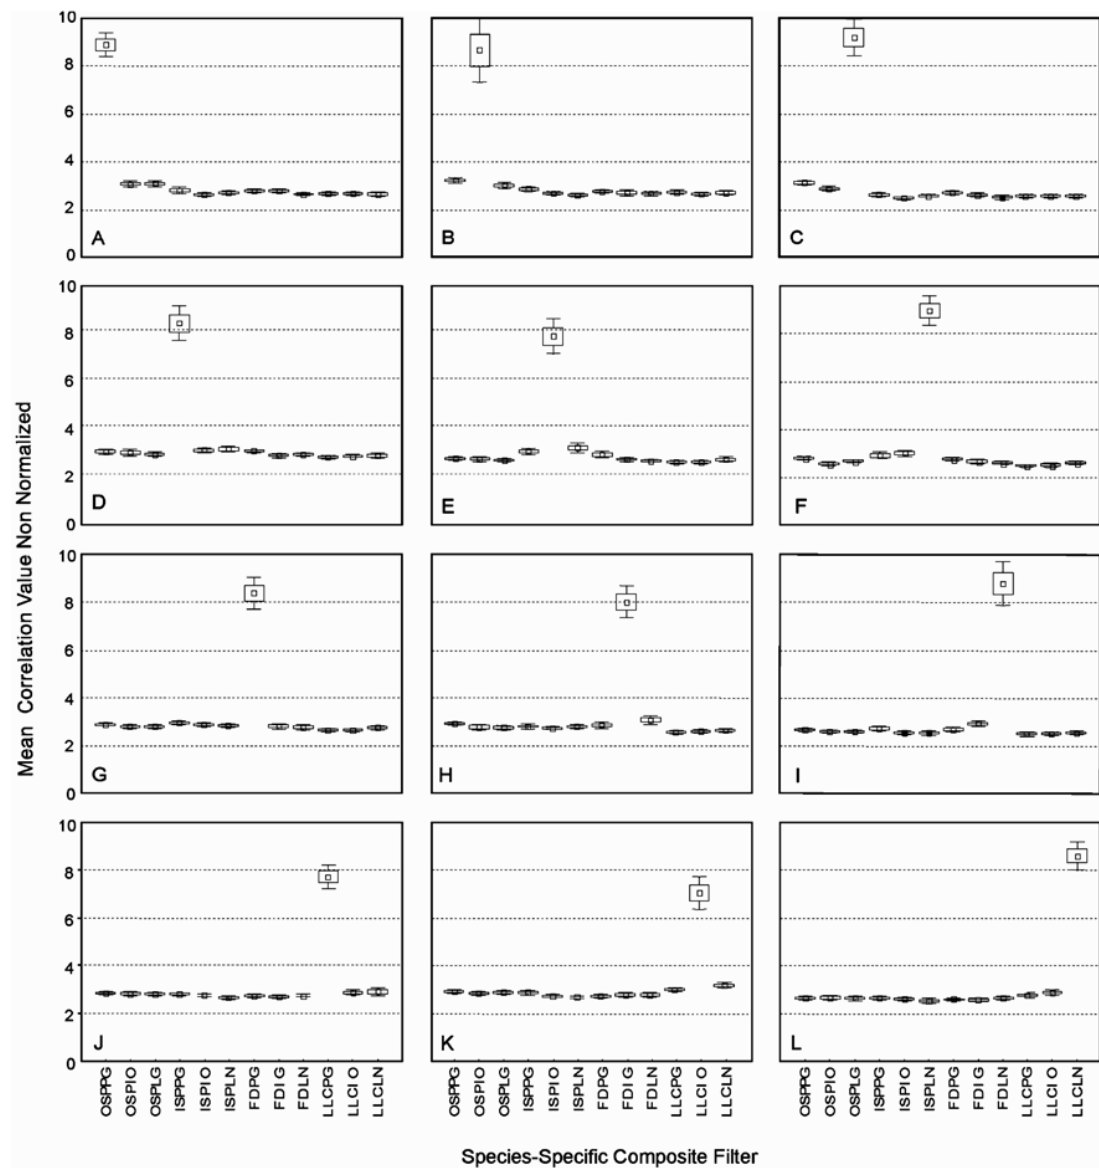 10
8
6
4
2
0
A
B
C
10
8
6
4
2
0
D
E
F
10
8
6
4
2
0
G
H
I
10
8
6
4
2
0
J
K
L
Mean Correlation Value Non Normalized
OSPPG OSPIO OSPLG ISPPG ISPI O ISPLN FDPG FDI G FDLN LLCPG LLCI O LLCLN
OSPPG OSPIO OSPLG ISPPG ISPI O ISPLN FDPG FDI G FDLN LLCPG LLCI O LLCLN
OSPPG OSPIO OSPLG ISPPG ISPI O ISPLN FDPG FDI G FDLN LLCPG LLCI O LLCLN
Species-Specific Composite Filter